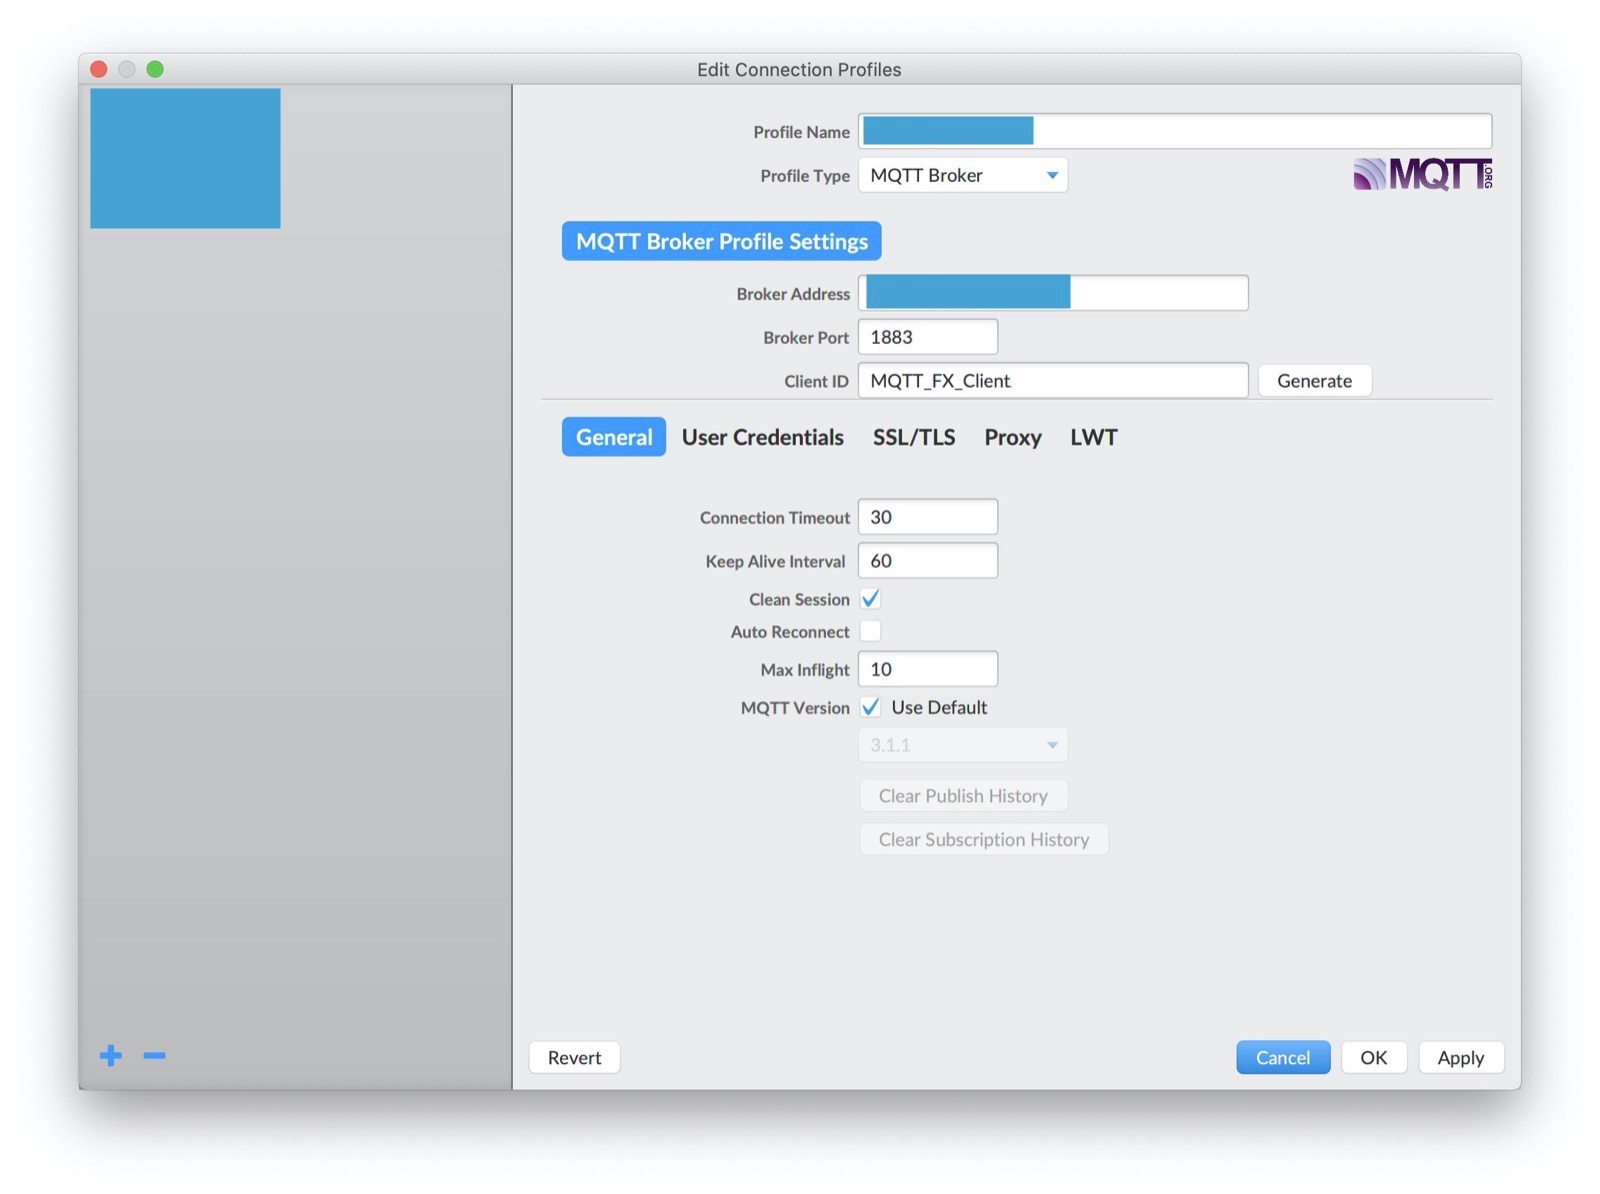 Edit Connection Profiles
Profile Name
Profile Type MQTT Broker
MQTT.ORG
MQTT Broker Profile Settings
Broker Address
Broker Port 1883
Client ID MQTT_FX_Client Generate
General User Credentials SSL/TLS Proxy LWT
Connection Timeout 30
Keep Alive Interval 60
Clean Session
Auto Reconnect
Max Inflight 10
MQTT Version Use Default
3.1.1
Clear Publish History
Clear Subscription History
Revert Cancel OK Apply